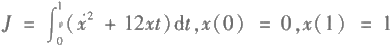 J = ∫₀¹(ẋ² + 12xt)dt,x(0) = 0,x(1) = 1